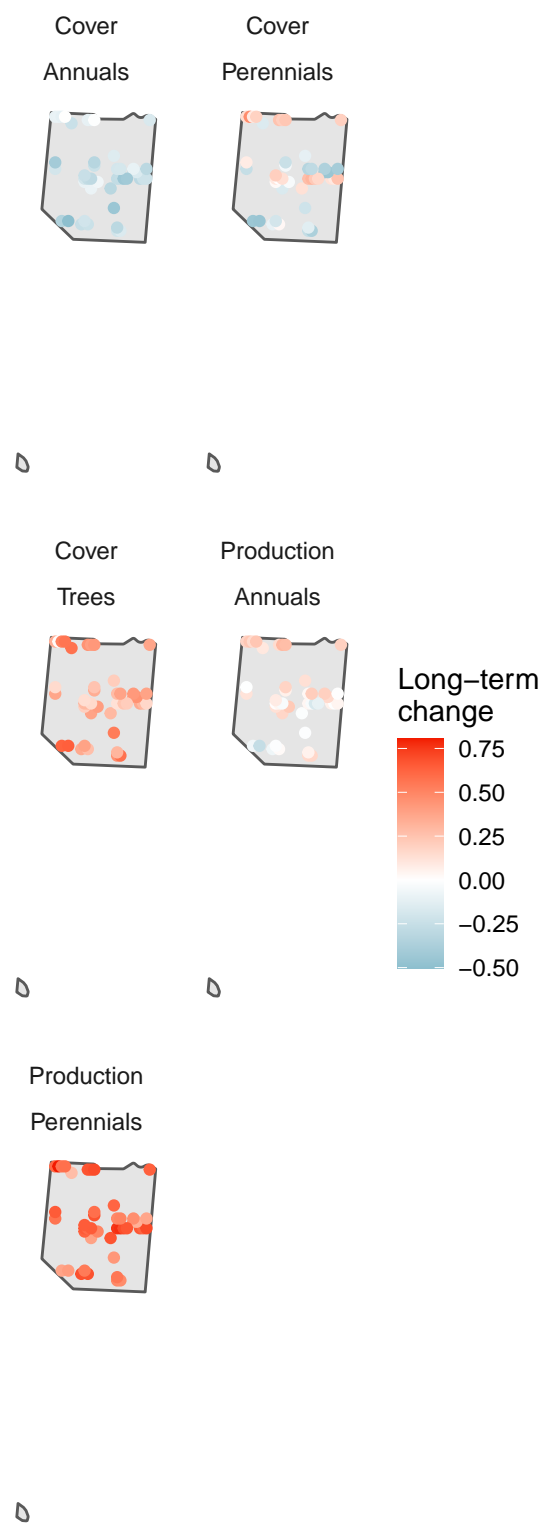 Cover
Annuals
Cover
Perennials
Cover
Trees
Production
Annuals
Long−term
change
0.75
0.50
0.25
0.00
−0.25
−0.50
Production
Perennials